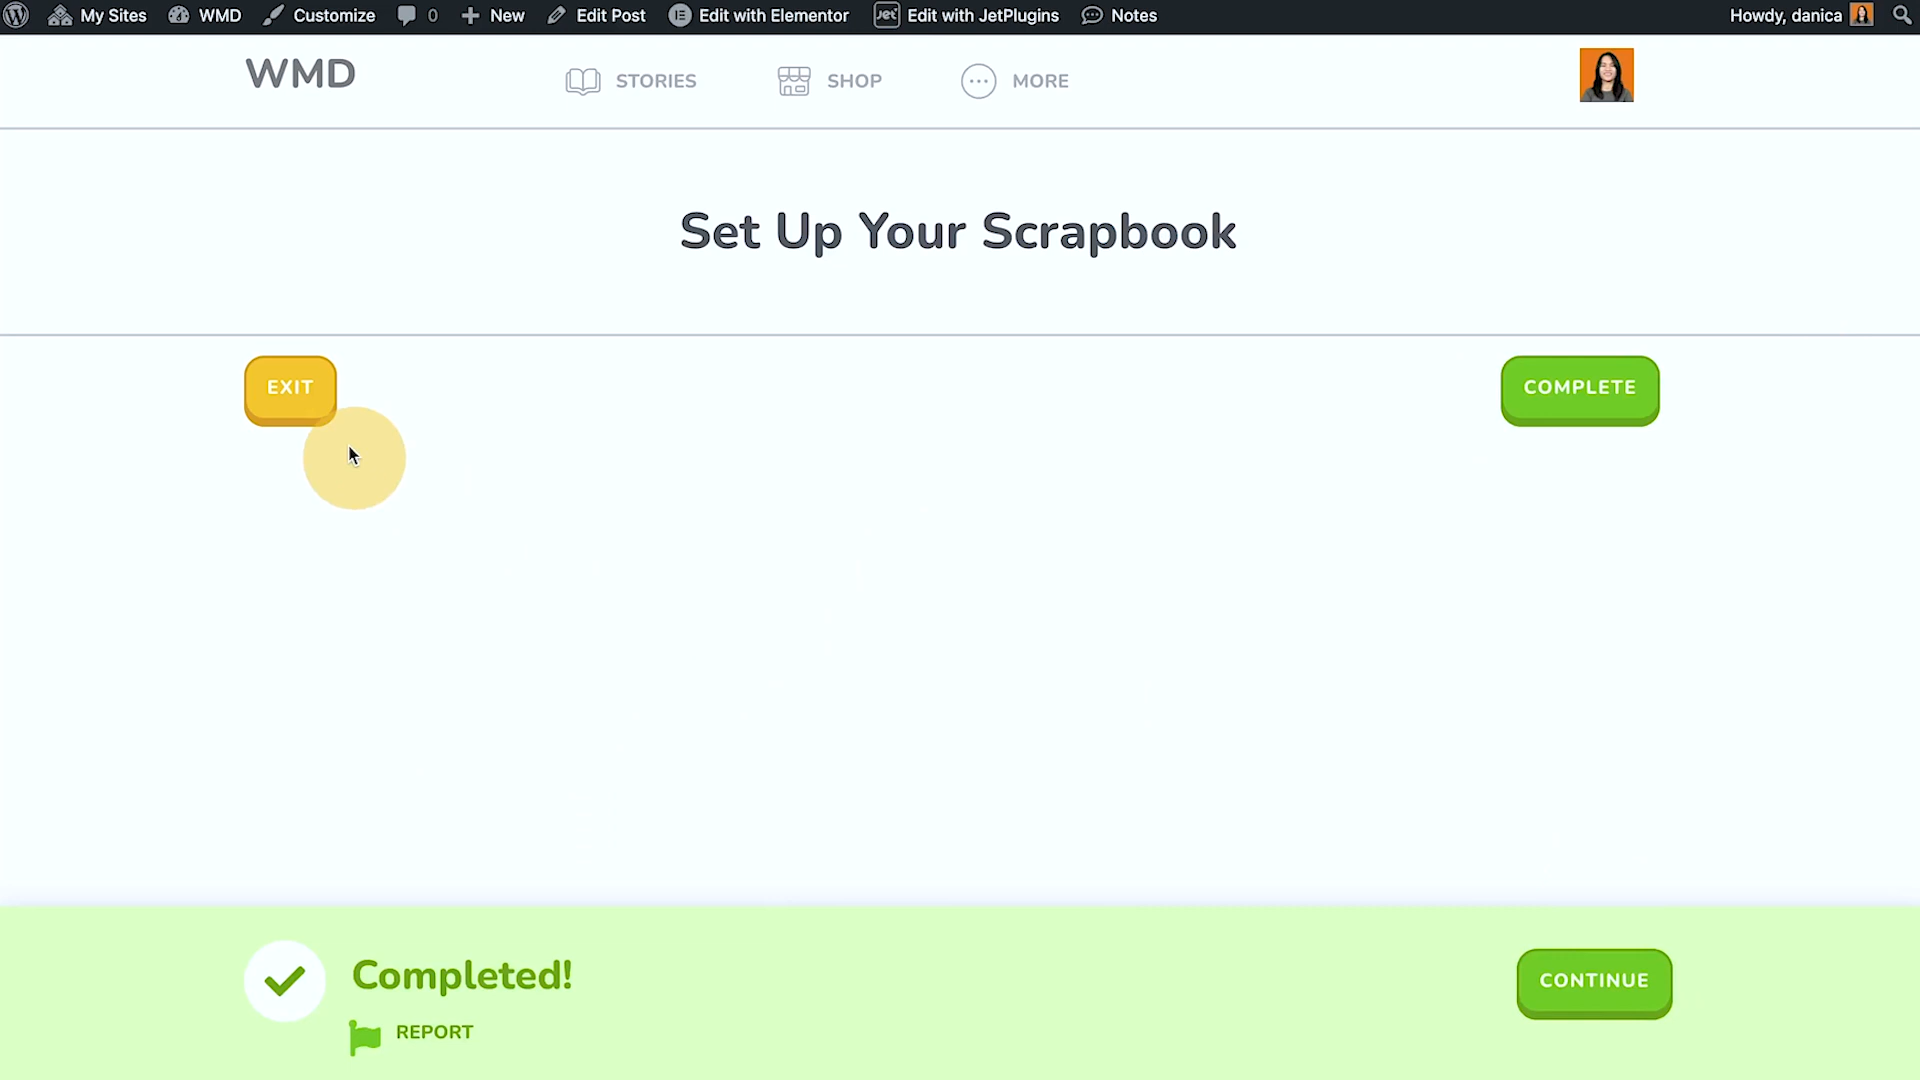 My Sites WMD Customize 0 New Edit Post Edit with Elementor Jet Edit with JetPlugins Notes Howdy, danica
WMD STORIES SHOP MORE
Set Up Your Scrapbook
EXIT COMPLETE
Completed!
REPORT
CONTINUE